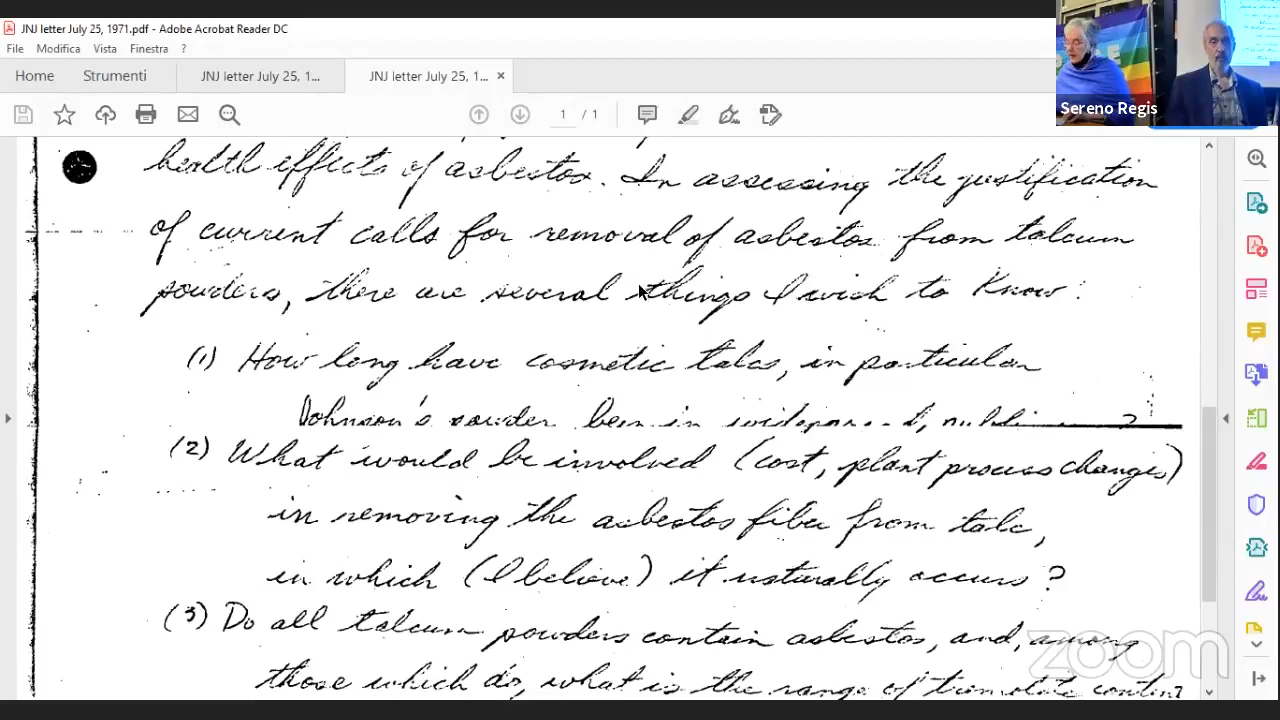 JNJ letter July 25, 1971.pdf - Adobe Acrobat Reader DC
File Modifica Vista Finestra ?
Home Strumenti JNJ letter July 25, 1... JNJ letter July 25, 1... ×
1 / 1
Sereno Regis
health effects of asbestos. In assessing the justification
of current calls for removal of asbestos from talcum
powders, there are several things I wish to know:
(1) How long have cosmetic talcs, in particular
Johnson's powder been in
(2) What would be involved (cost, plant process changes)
in removing the asbestos fiber from talc,
in which (I believe) it naturally occurs?
(3) Do all talcum powders contain asbestos, and, among
those which do, what is the range of tremolite
zoom